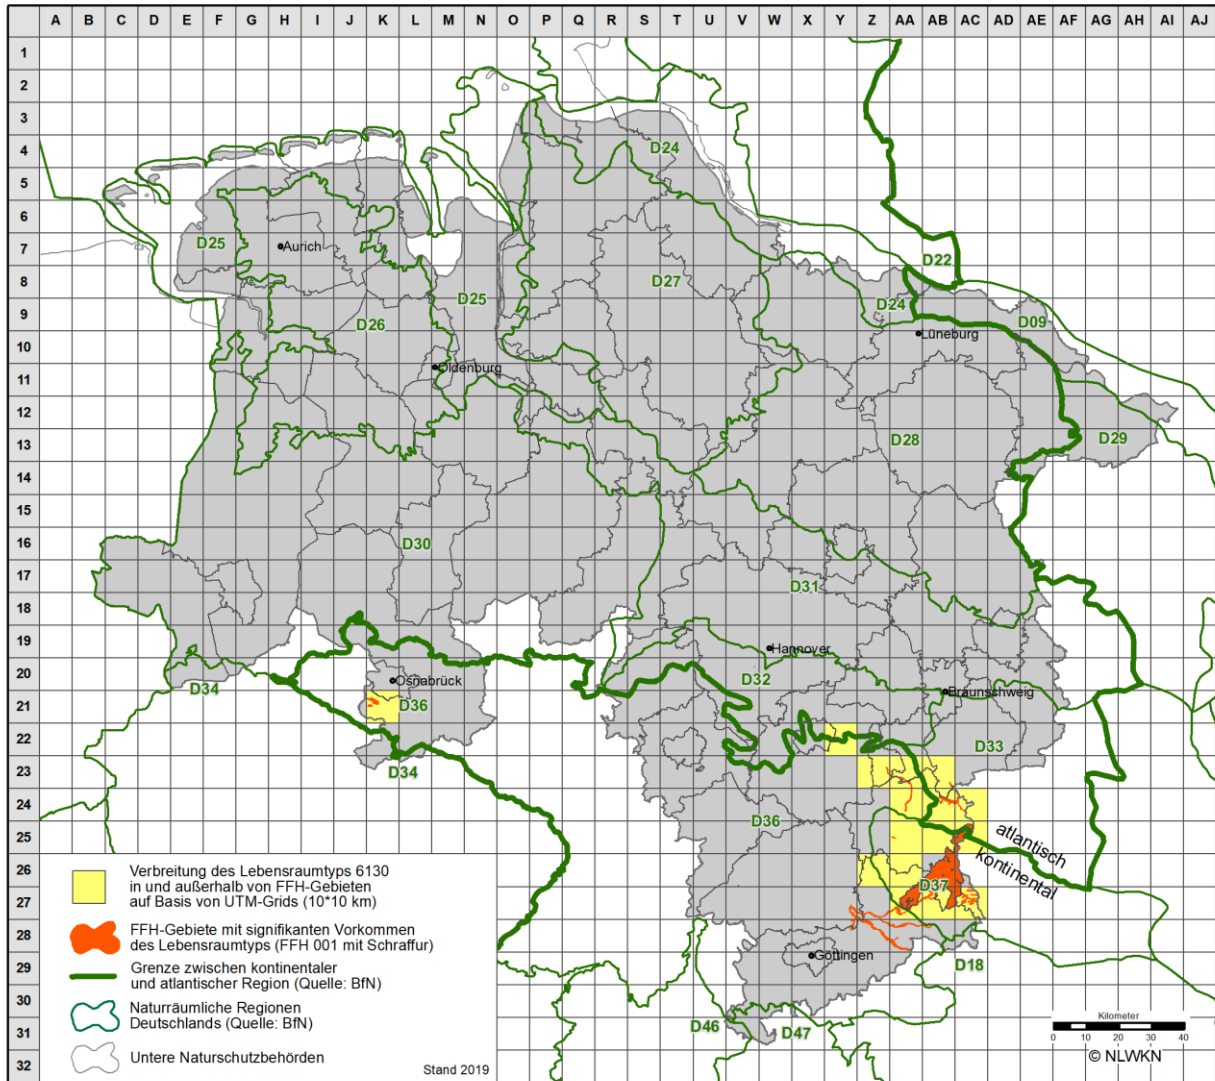 A B C D E F G H I J K L M N O P Q R S T U V W X Y Z AA AB AC AD AE AF AG AH AI AJ
1
2
3
4
D24
5
6
7
D25
Aurich
D22
8
D27
D25
D24
9
D26
D09
10
Lüneburg
11
Oldenburg
12
13
D28
D29
14
15
16
D30
17
D31
18
19
Hannover
20
D34
Osnabrück
D32
Braunschweig
21
D36
22
D33
23
D34
24
D36
25
atlantisch
kontinental
26
D37
27
28
29
Göttingen
D18
30
31
D46
D47
32
Verbreitung des Lebensraumtyps 6130
in und außerhalb von FFH-Gebieten
auf Basis von UTM-Grids (10*10 km)
FFH-Gebiete mit signifikanten Vorkommen
des Lebensraumtyps (FFH 001 mit Schraffur)
Grenze zwischen kontinentaler
und atlantischer Region (Quelle: BfN)
Naturräumliche Regionen
Deutschlands (Quelle: BfN)
Untere Naturschutzbehörden
Stand 2019
Kilometer
0 10 20 30 40
© NLWKN